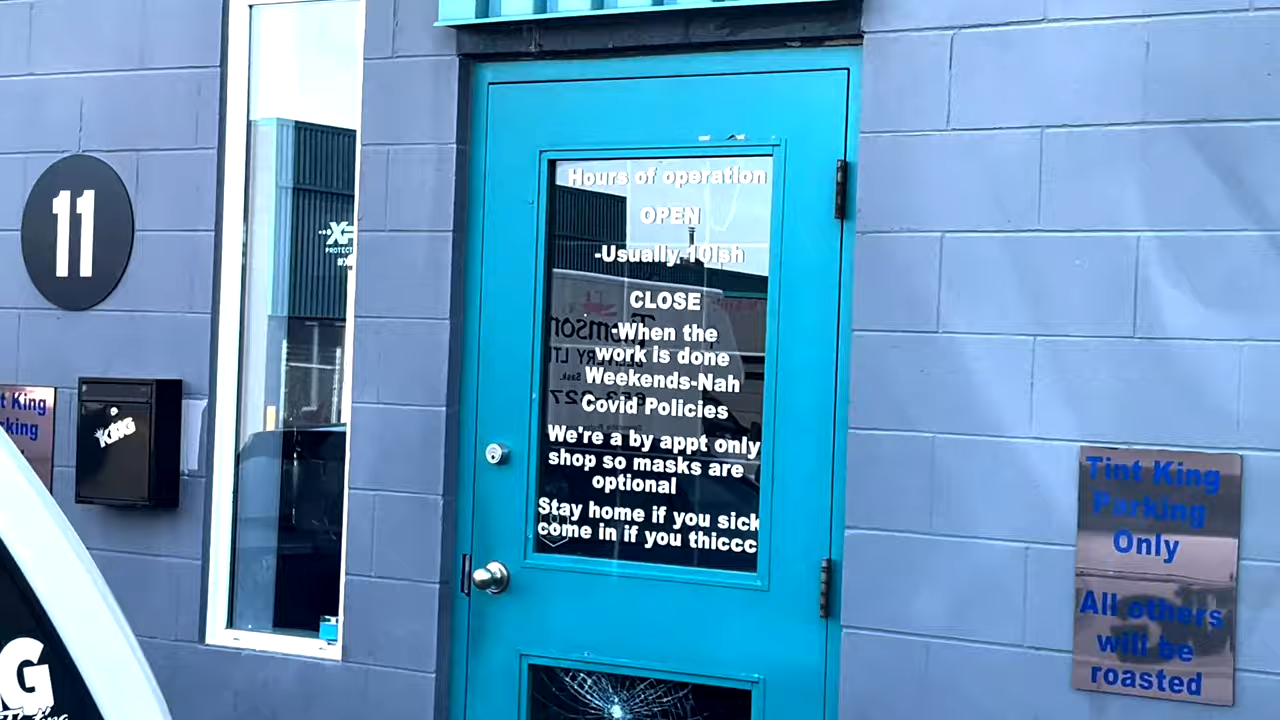 11
Hours of operation
OPEN
-Usually 10ish
CLOSE
-When the
work is done
Weekends-Nah
Covid Policies
We're a by appt only
shop so masks are
optional
Stay home if you sick
come in if you thiccc
t King
king
KING
Tint King
Parking
Only
All others
will be
roasted
G